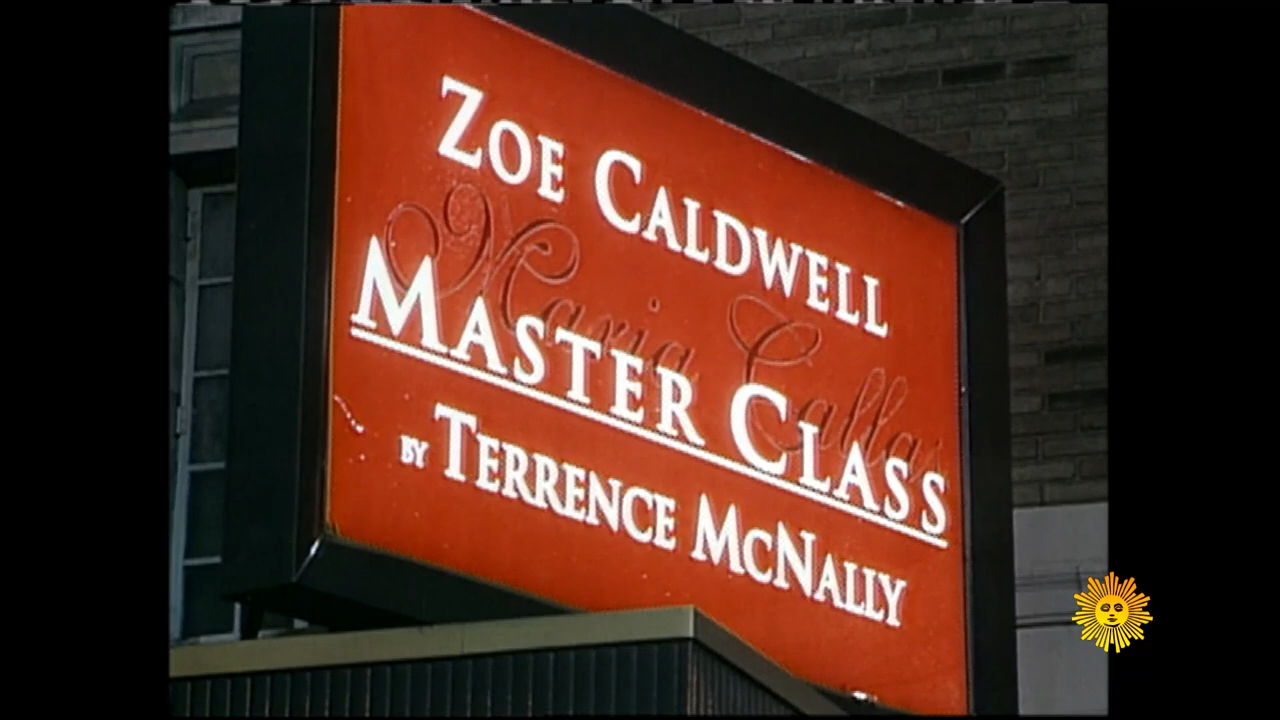 ZOE CALDWELL
Maria Callas
MASTER CLASS
BY TERRENCE MCNALLY